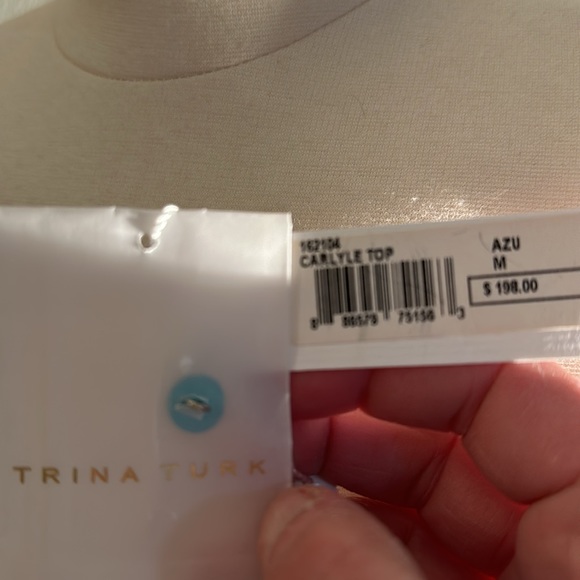 162104
CARLYLE TOP
AZU
M
$ 198.00
TRINA TURK